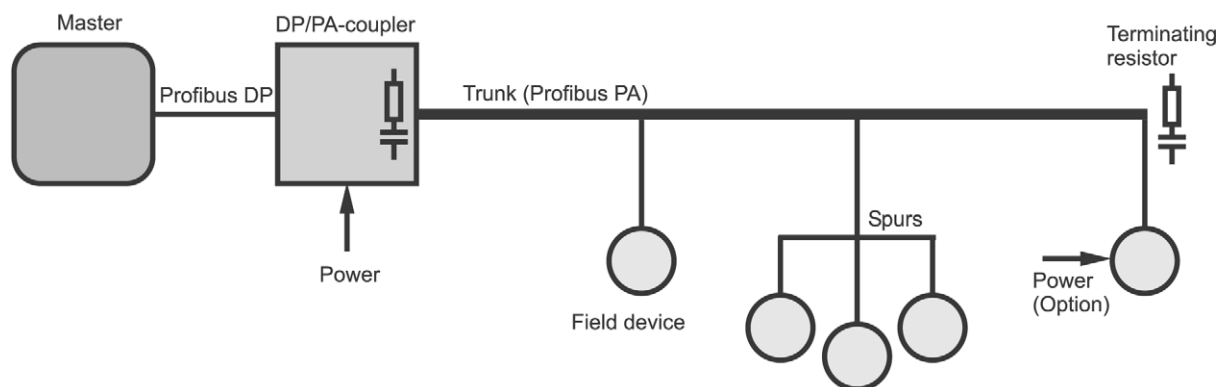 Master
DP/PA-coupler
Terminating
resistor
Profibus DP
Trunk (Profibus PA)
Spurs
Power
Power
(Option)
Field device